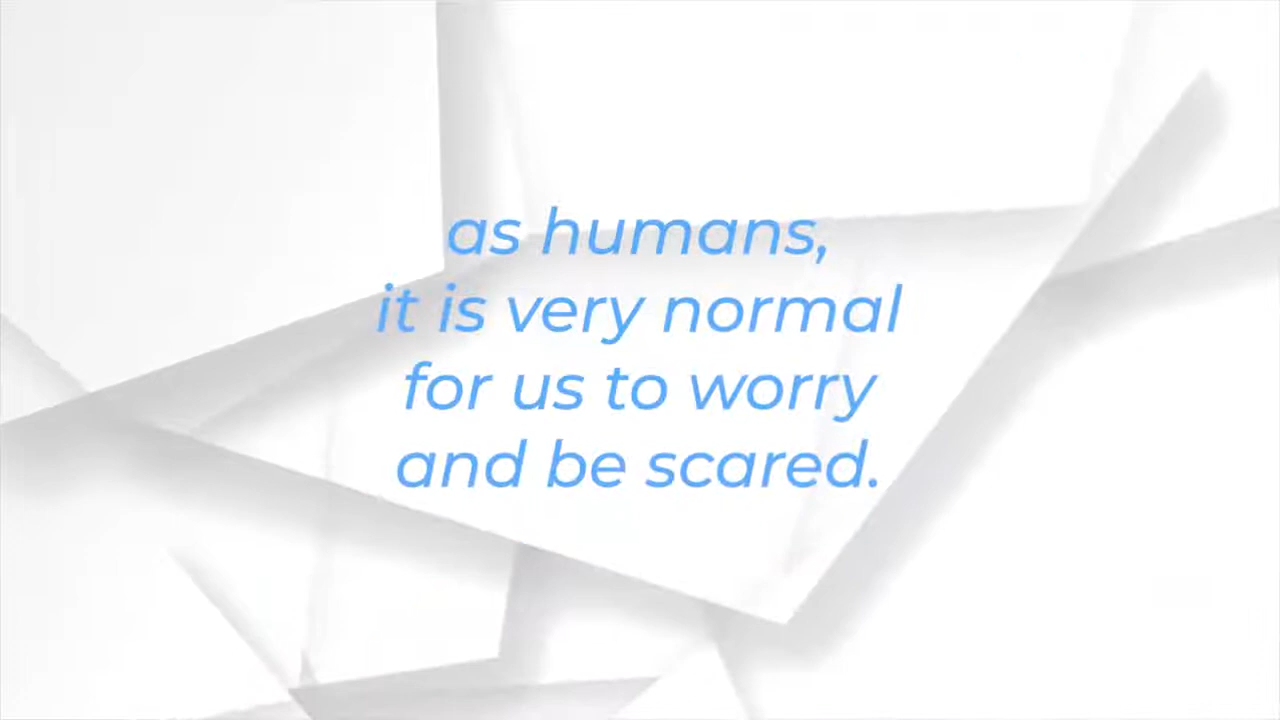 as humans,
it is very normal
for us to worry
and be scared.